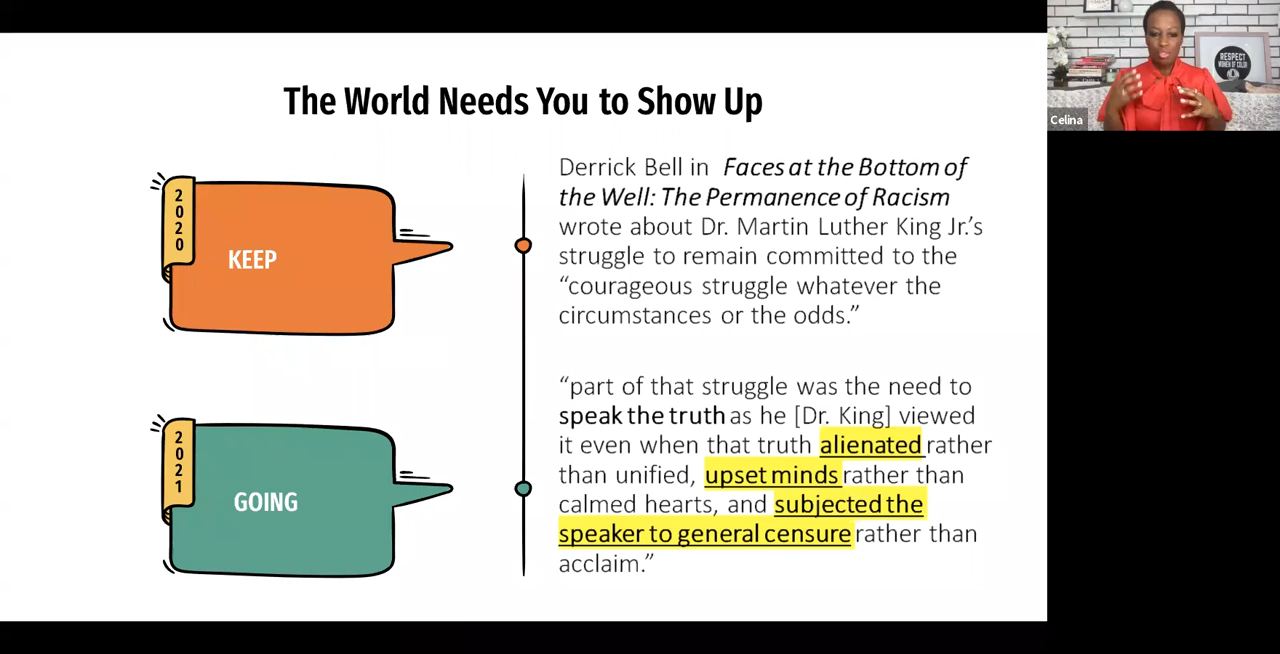 The World Needs You to Show Up
2020
KEEP
2021
GOING
Derrick Bell in Faces at the Bottom of
the Well: The Permanence of Racism
wrote about Dr. Martin Luther King Jr.’s
struggle to remain committed to the
“courageous struggle whatever the
circumstances or the odds.”
“part of that struggle was the need to
speak the truth as he [Dr. King] viewed
it even when that truth alienated rather
than unified, upset minds rather than
calmed hearts, and subjected the
speaker to general censure rather than
acclaim.”
Celina
RESPECT
WOMEN OF COLOR